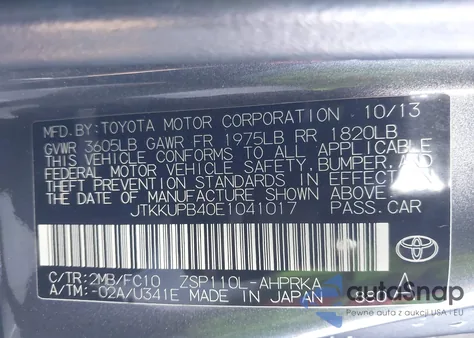 MFD.BY:TOYOTA MOTOR CORPORATION 10/13
GVWR 3605LB GAWR FR 1975LB RR 1820LB
THIS VEHICLE CONFORMS TO ALL APPLICABLE
FEDERAL MOTOR VEHICLE SAFETY, BUMPER, AND
THEFT PREVENTION STANDARDS IN EFFECT ON
THE DATE OF MANUFACTURE SHOWN ABOVE.
JTKKUPB40E1041017 PASS.CAR
C/TR:2MB/FC10 ZSP110L-AHPRKA
A/TM:-02A/U341E MADE IN JAPAN
TOYOTA
A
autoSnap